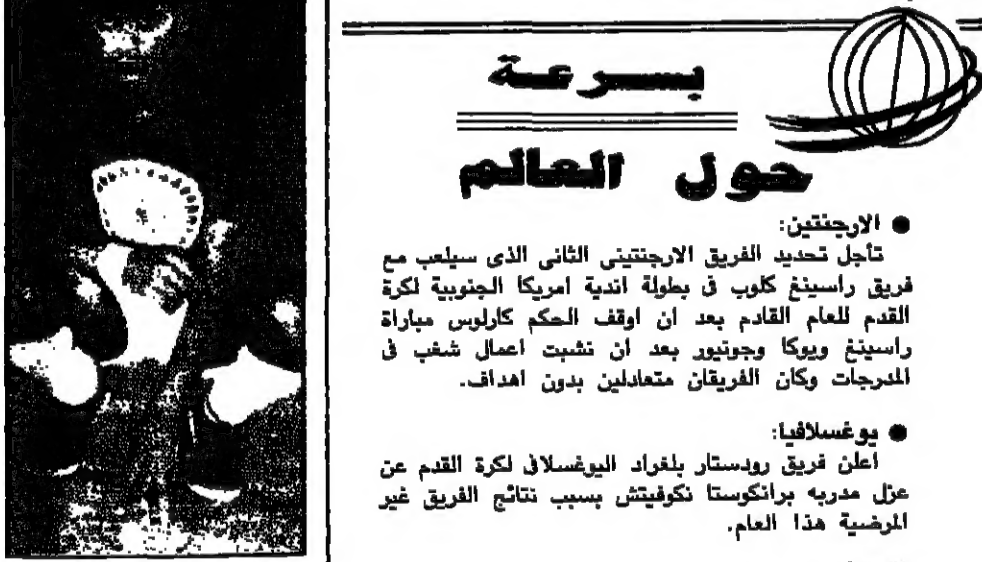 بسرعة
حول العالم
● الارجنتين:
تأجل تحديد الفريق الارجنتينى الثانى الذى سيلعب مع
فريق راسينغ كلوب فى بطولة اندية امريكا الجنوبية لكرة
القدم للعام القادم بعد ان اوقف الحكم كارلوس مباراة
راسينغ وبوكا وجونيور بعد أن نشبت اعمال شغب فى
المدرجات وكان الفريقان متعادلين بدون اهداف.
● يوغسلافيا:
اعلن فريق رودستار بلغراد اليوغسلافى لكرة القدم عن
عزل مدربه برانكوستا نكوفيتش بسبب نتائج الفريق غير
المرضية هذا العام.